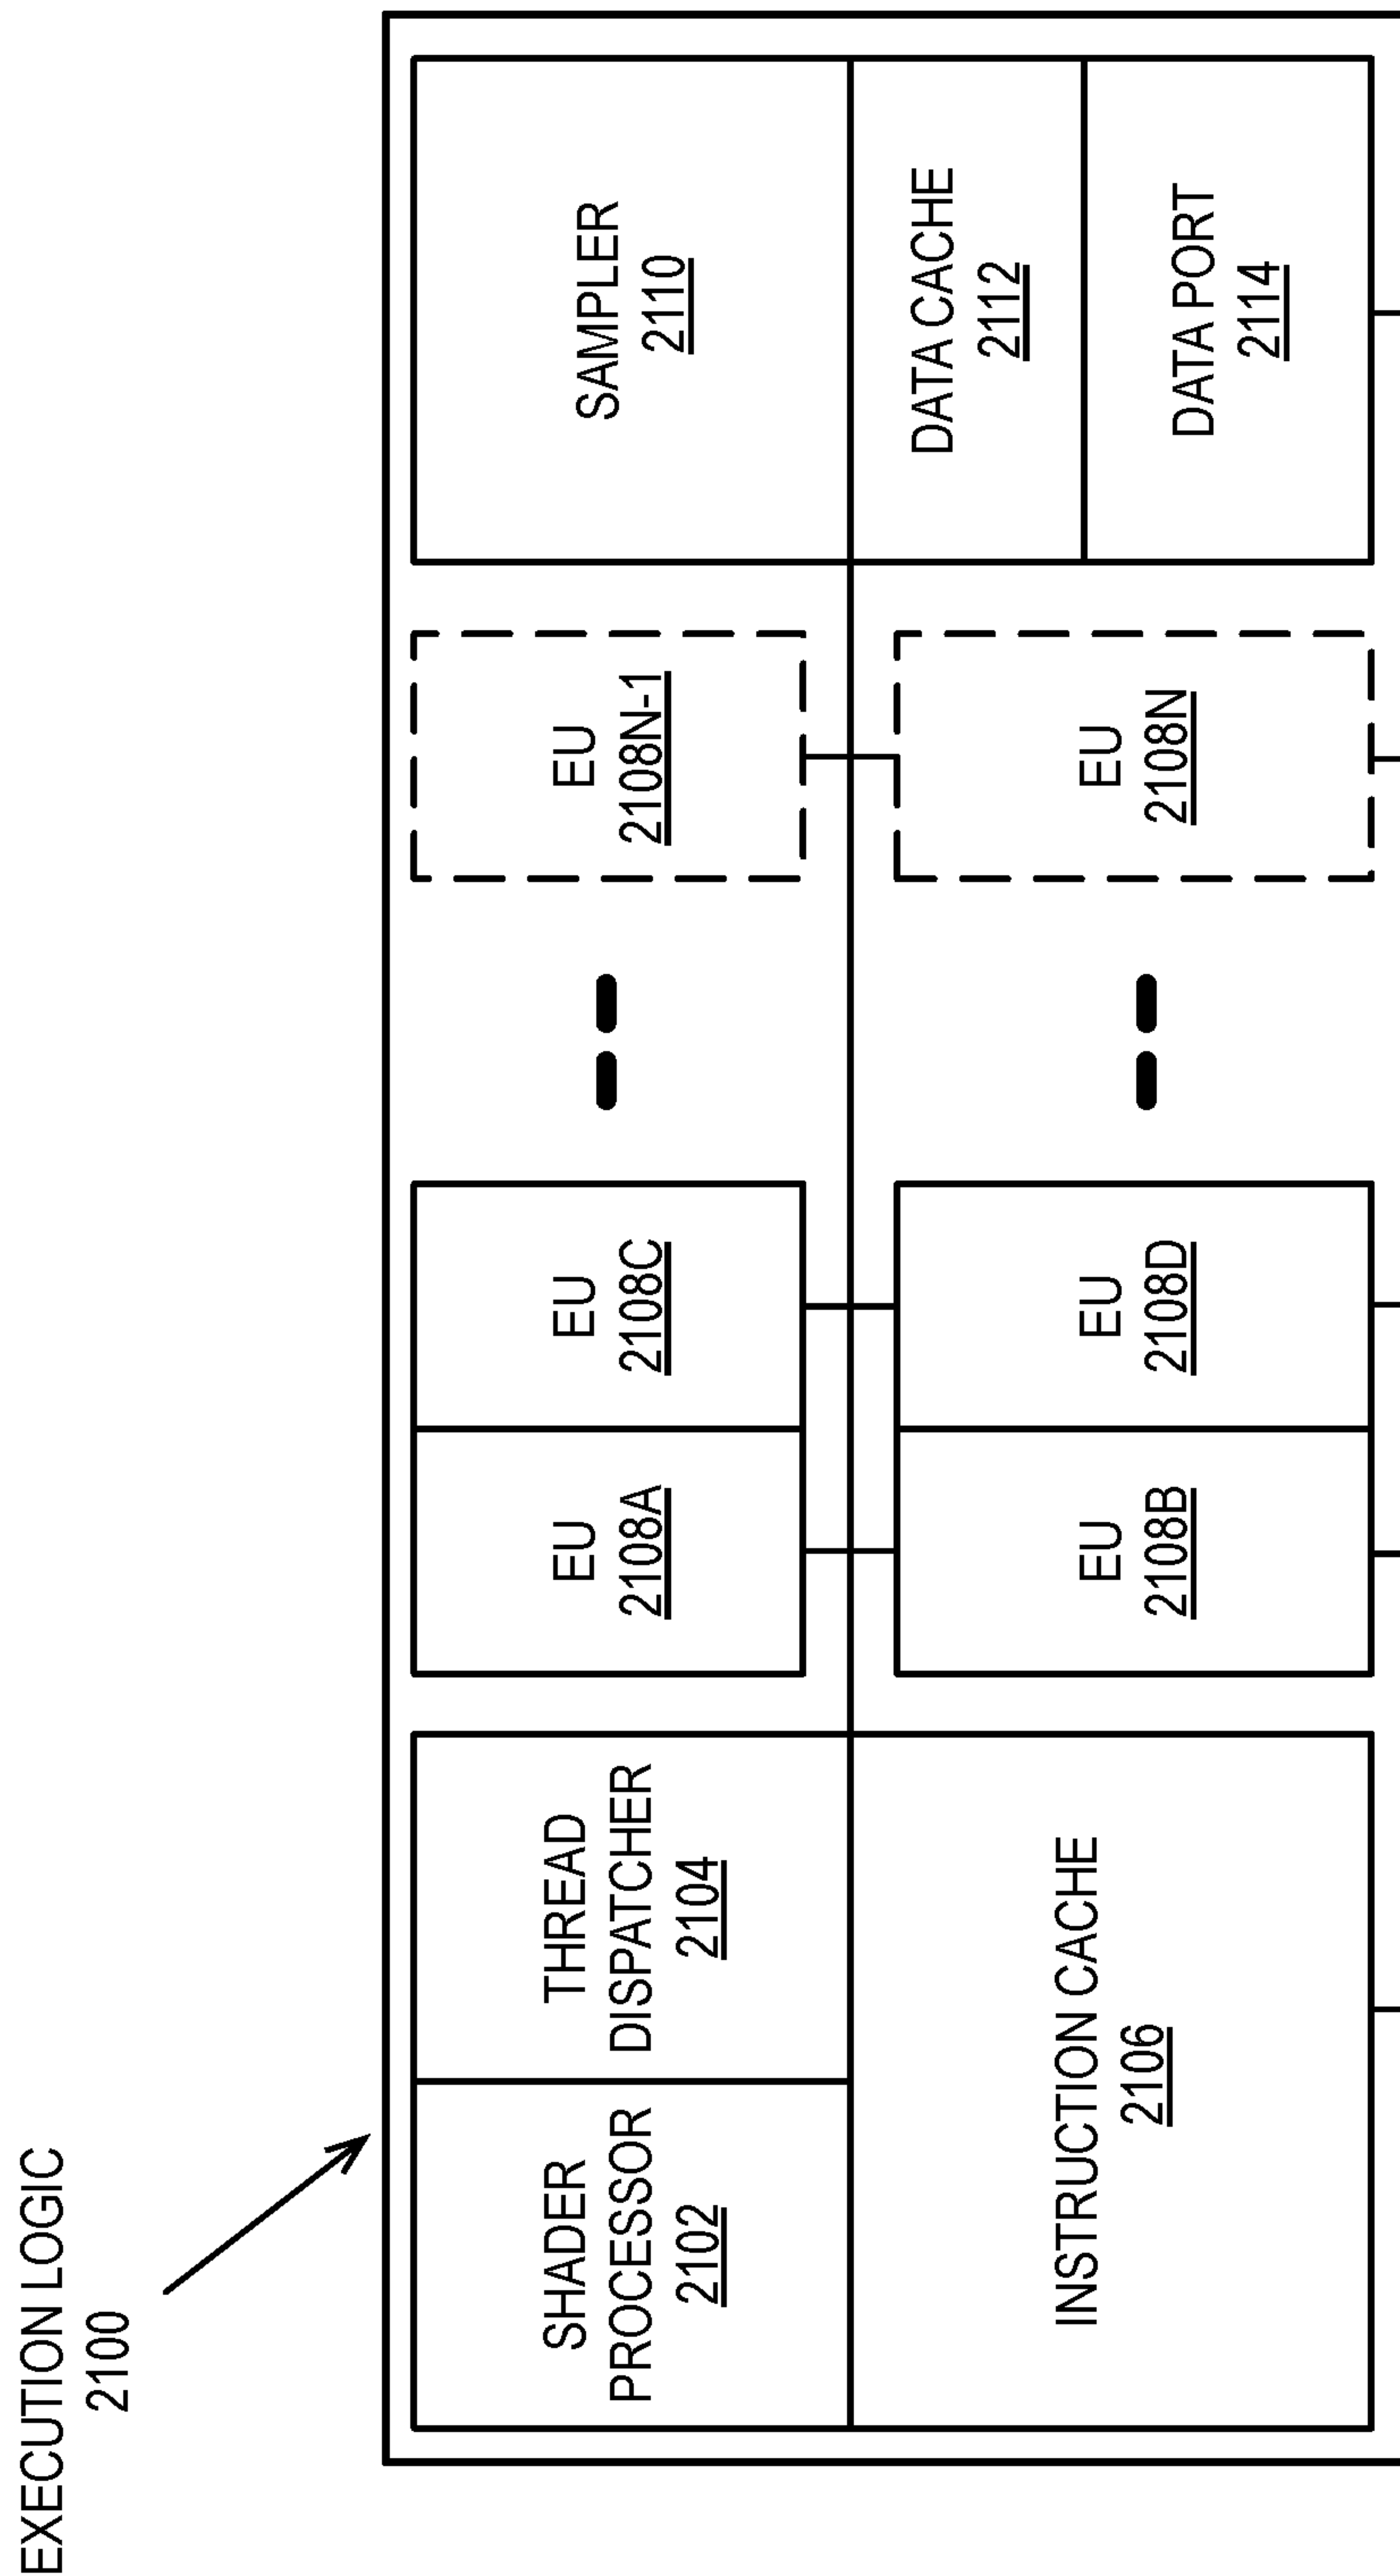 EXECUTION LOGIC
2100
SHADER
PROCESSOR
2102
THREAD
DISPATCHER
2104
EU
2108A
EU
2108C
EU
2108N-1
SAMPLER
2110
INSTRUCTION CACHE
2106
EU
2108B
EU
2108D
EU
2108N
DATA CACHE
2112
DATA PORT
2114